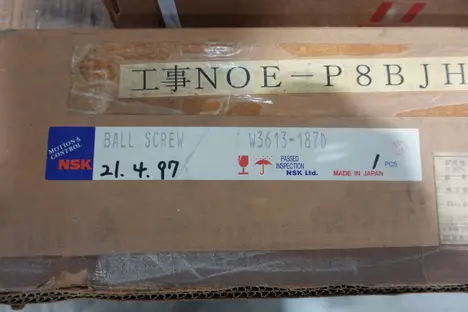 工事NOE-P8BJH
MOTION & CONTROL
NSK
BALL SCREW
W3613-187D
21.4.97
PASSED
INSPECTION
NSK Ltd.
1 PCS
MADE IN JAPAN